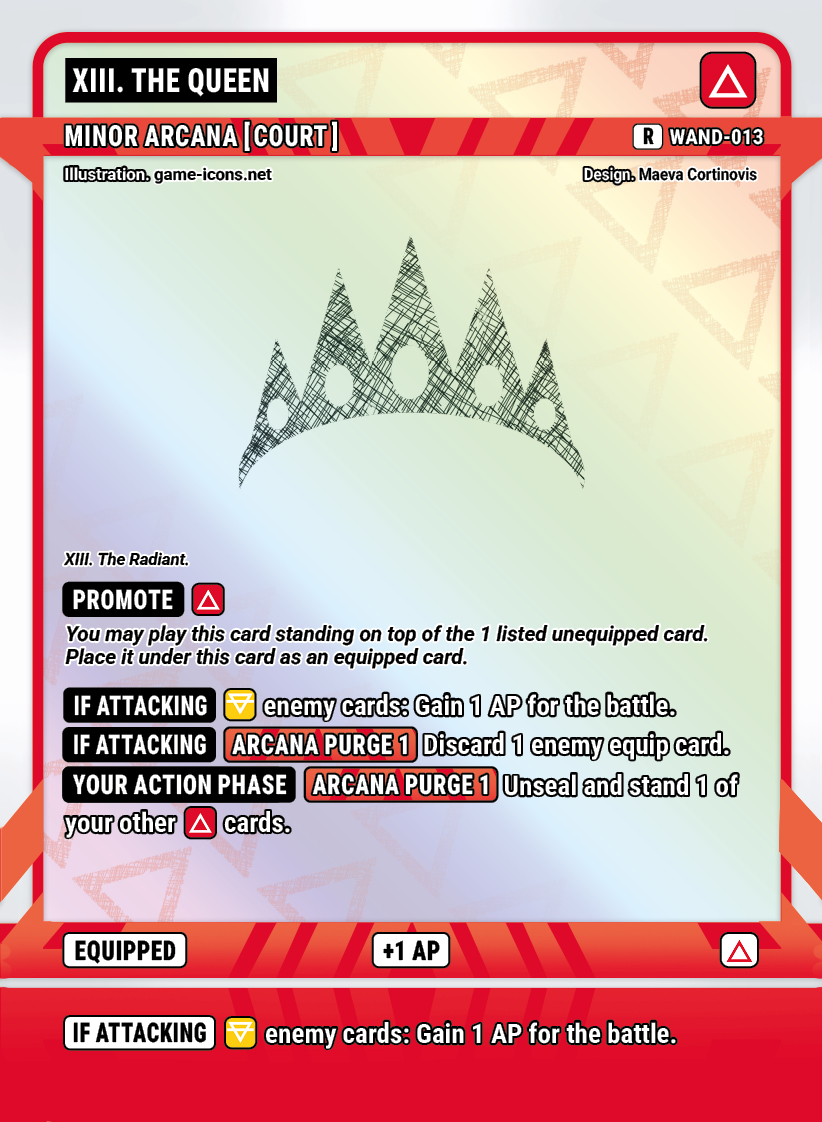 XIII. THE QUEEN
MINOR ARCANA [COURT]
R WAND-013
Illustration. game-icons.net
Design. Maeva Cortinovis
XIII. The Radiant.
PROMOTE
You may play this card standing on top of the 1 listed unequipped card.
Place it under this card as an equipped card.
IF ATTACKING enemy cards: Gain 1 AP for the battle.
IF ATTACKING ARCANA PURGE 1 Discard 1 enemy equip card.
YOUR ACTION PHASE ARCANA PURGE 1 Unseal and stand 1 of
your other cards.
EQUIPPED
+1 AP
IF ATTACKING enemy cards: Gain 1 AP for the battle.